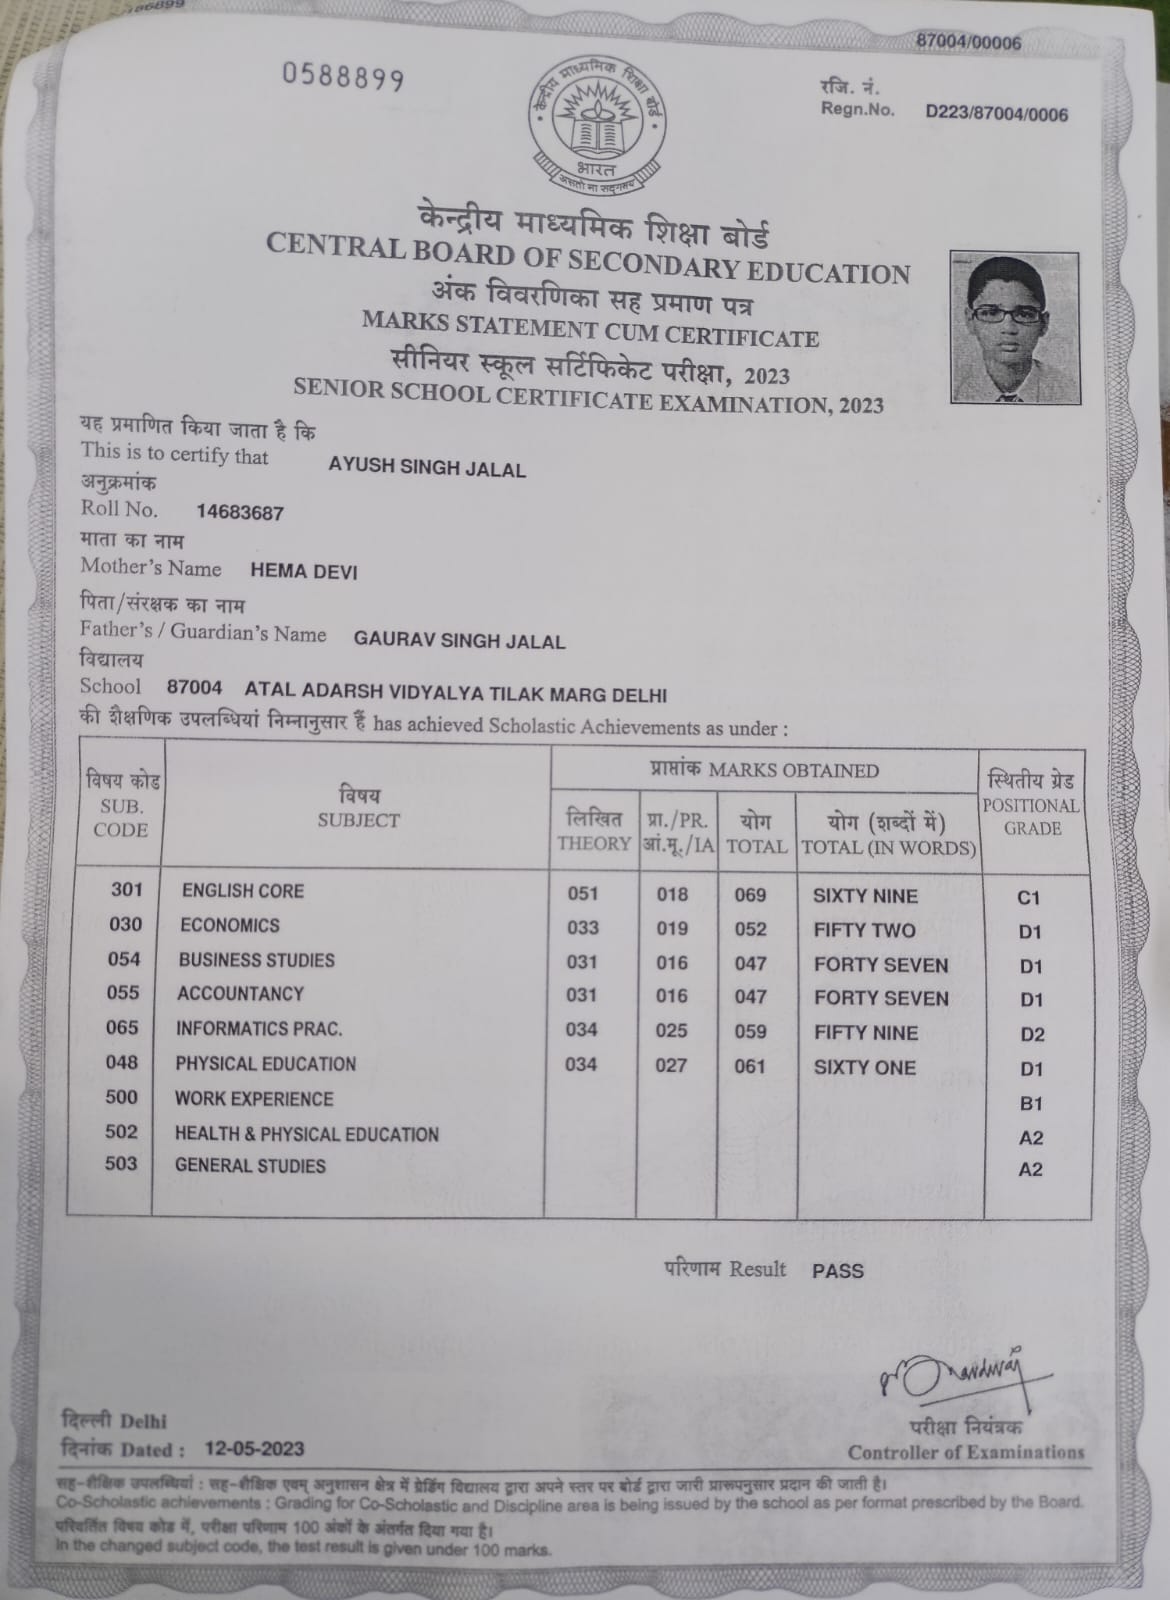 87004/00006
0588899
रजि. नं.
Regn.No. D223/87004/0006
केन्द्रीय माध्यमिक शिक्षा बोर्ड
भारत
असतो मा सद्गमय
केन्द्रीय माध्यमिक शिक्षा बोर्ड
CENTRAL BOARD OF SECONDARY EDUCATION
अंक विवरणिका सह प्रमाण पत्र
MARKS STATEMENT CUM CERTIFICATE
सीनियर स्कूल सर्टिफिकेट परीक्षा, 2023
SENIOR SCHOOL CERTIFICATE EXAMINATION, 2023
यह प्रमाणित किया जाता है कि
This is to certify that AYUSH SINGH JALAL
अनुक्रमांक
Roll No. 14683687
माता का नाम
Mother's Name HEMA DEVI
पिता/संरक्षक का नाम
Father's / Guardian's Name GAURAV SINGH JALAL
विद्यालय
School 87004 ATAL ADARSH VIDYALYA TILAK MARG DELHI
की शैक्षणिक उपलब्धियां निम्नानुसार हैं has achieved Scholastic Achievements as under :
विषय कोड SUB. CODE
विषय SUBJECT
प्राप्तांक MARKS OBTAINED
लिखित THEORY
प्रा./PR. आं.मू./IA
योग TOTAL
योग (शब्दों में) TOTAL (IN WORDS)
स्थितीय ग्रेड POSITIONAL GRADE
301 ENGLISH CORE 051 018 069 SIXTY NINE C1
030 ECONOMICS 033 019 052 FIFTY TWO D1
054 BUSINESS STUDIES 031 016 047 FORTY SEVEN D1
055 ACCOUNTANCY 031 016 047 FORTY SEVEN D1
065 INFORMATICS PRAC. 034 025 059 FIFTY NINE D2
048 PHYSICAL EDUCATION 034 027 061 SIXTY ONE D1
500 WORK EXPERIENCE B1
502 HEALTH & PHYSICAL EDUCATION A2
503 GENERAL STUDIES A2
परिणाम Result PASS
दिल्ली Delhi
दिनांक Dated : 12-05-2023
परीक्षा नियंत्रक
Controller of Examinations
सह-शैक्षिक उपलब्धियां : सह-शैक्षिक एवम् अनुशासन क्षेत्र में ग्रेडिंग विद्यालय द्वारा अपने स्तर पर बोर्ड द्वारा जारी प्रारूपनुसार प्रदान की जाती है।
Co-Scholastic achievements : Grading for Co-Scholastic and Discipline area is being issued by the school as per format prescribed by the Board.
परिवर्तित विषय कोड में, परीक्षा परिणाम 100 अंकों के अंतर्गत दिया गया है।
In the changed subject code, the test result is given under 100 marks.